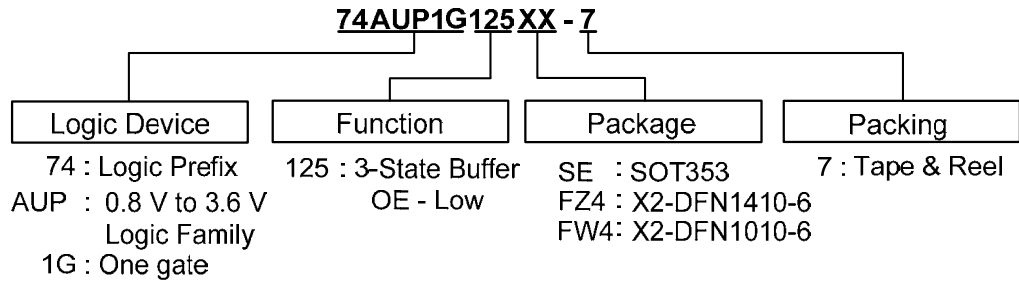 74AUP1G125XX - 7
Logic Device
74 : Logic Prefix
AUP : 0.8 V to 3.6 V
Logic Family
1G : One gate
Function
125 : 3-State Buffer
OE - Low
Package
SE : SOT353
FZ4 : X2-DFN1410-6
FW4: X2-DFN1010-6
Packing
7 : Tape & Reel